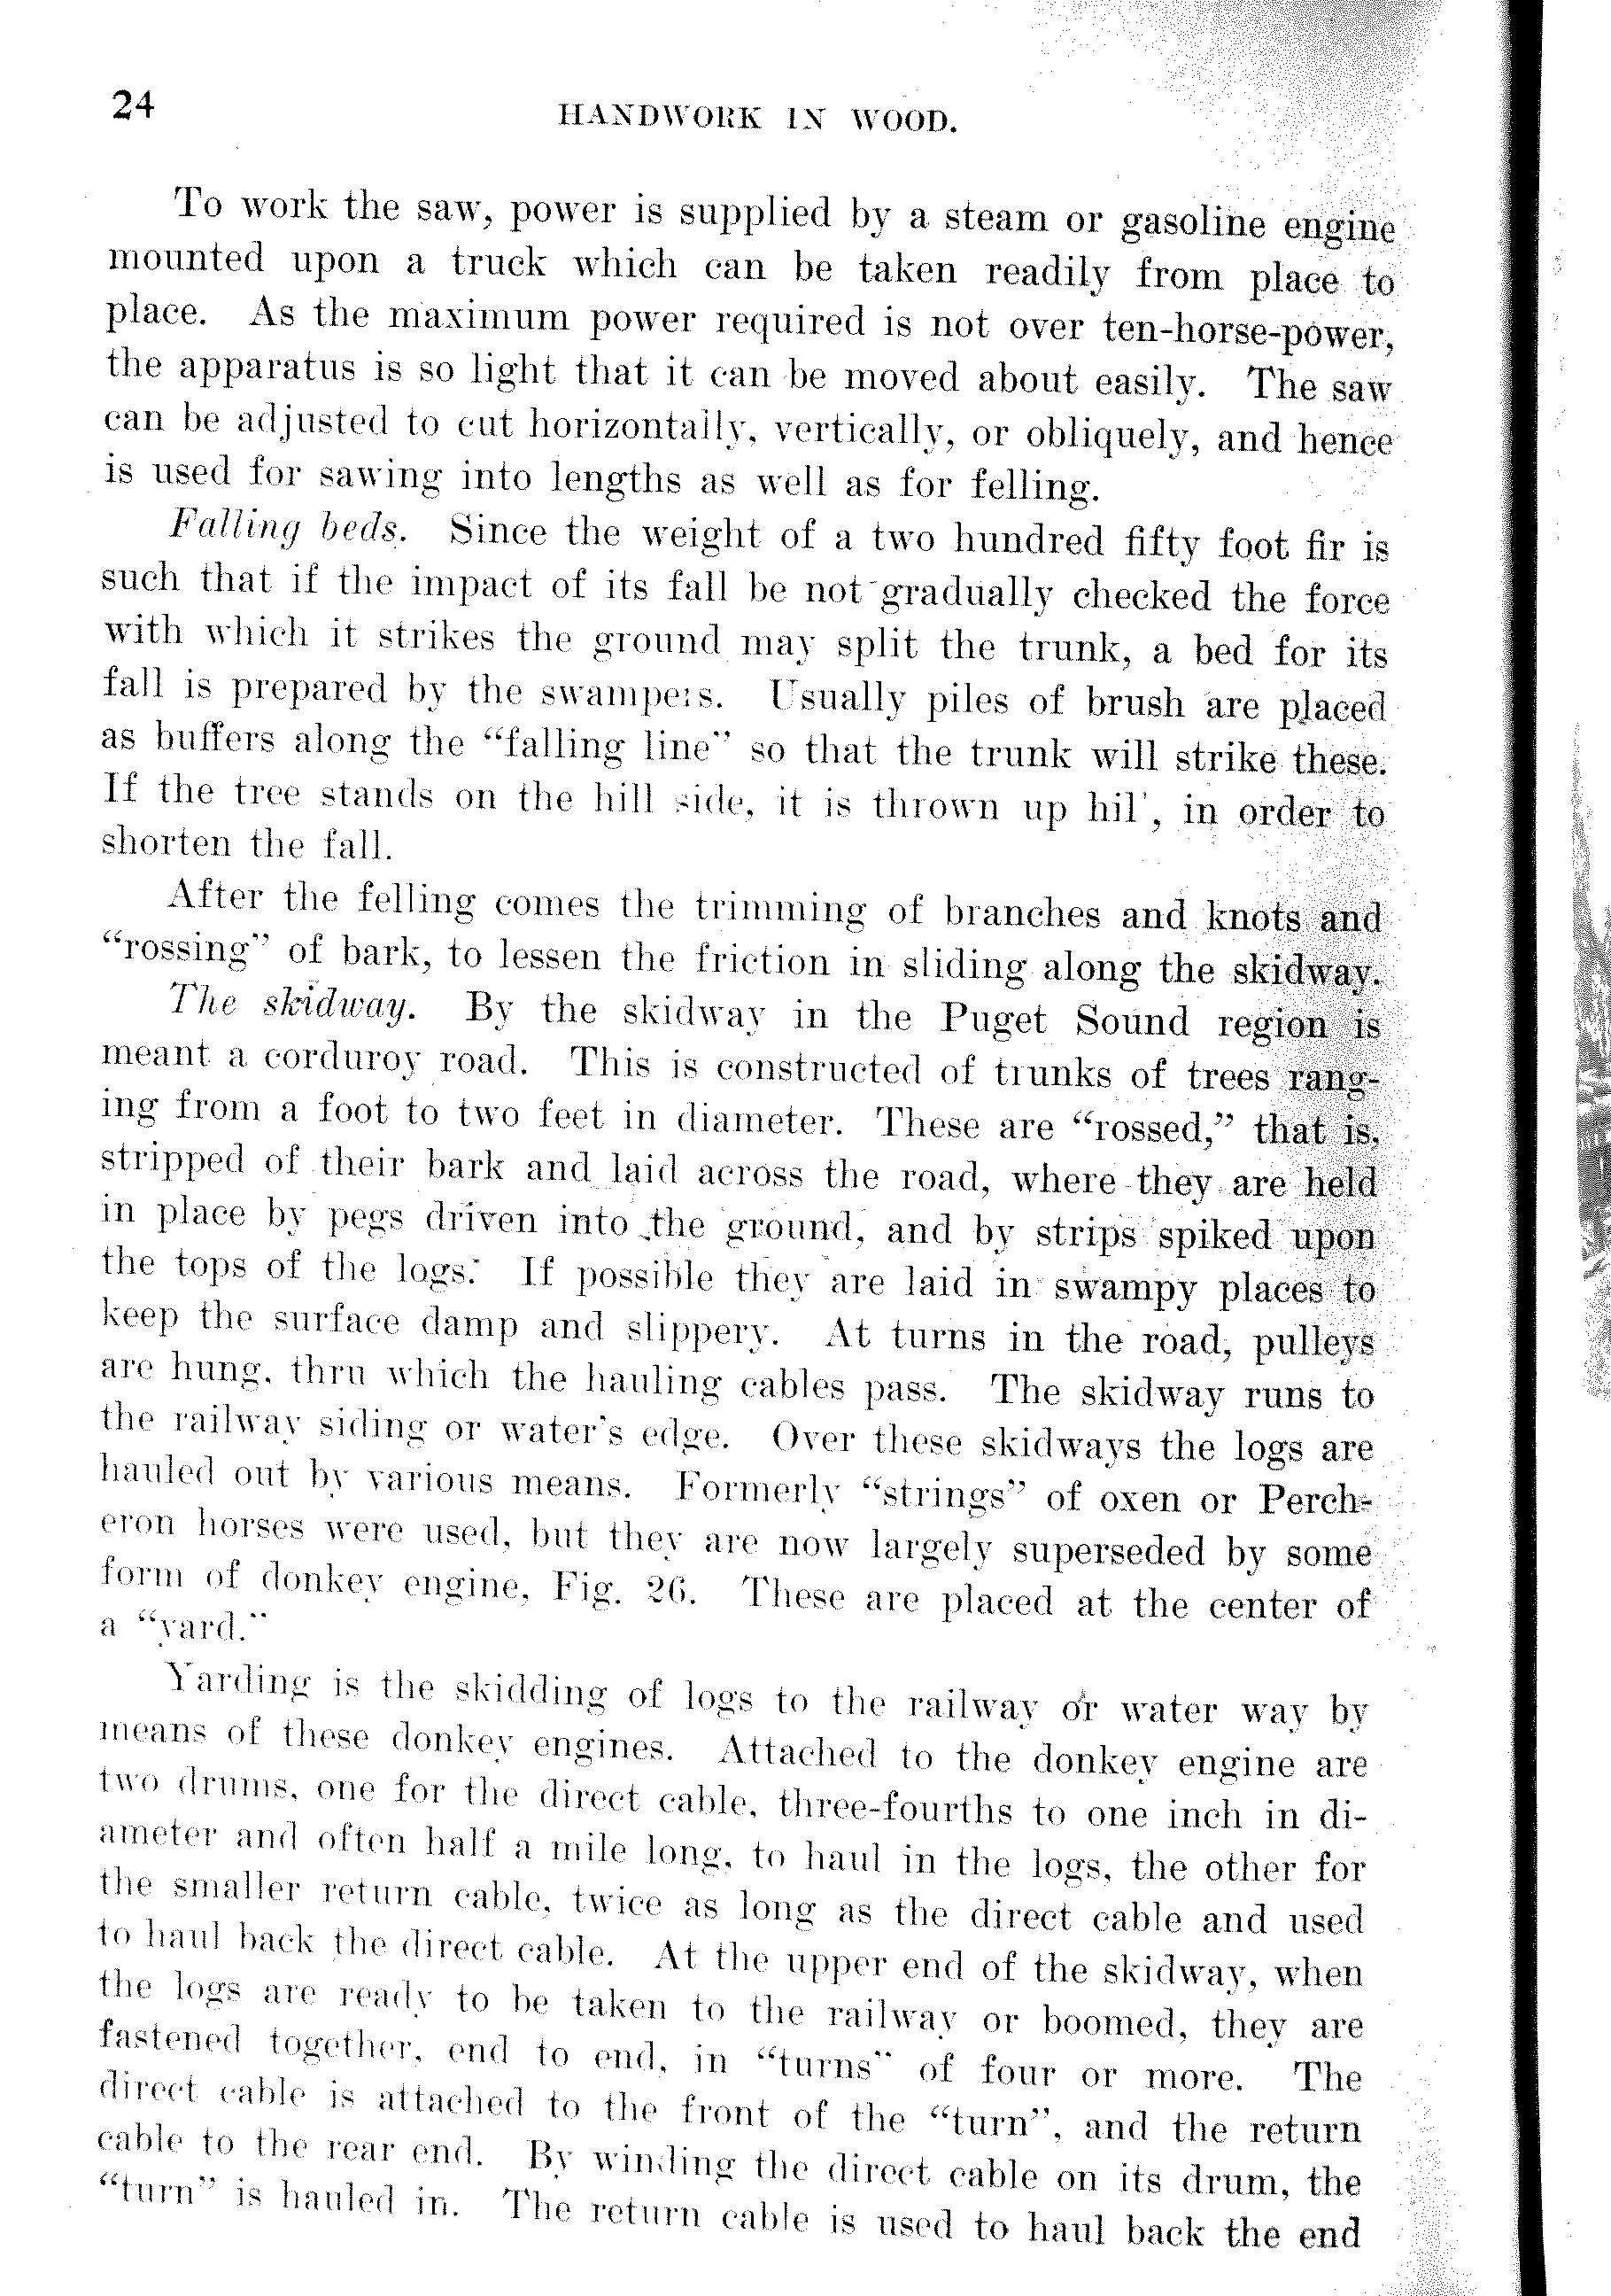 24
HANDWORK IN WOOD.
To work the saw, power is supplied by a steam or gasoline engine
mounted upon a truck which can be taken readily from place to
place. As the maximum power required is not over ten-horse-power,
the apparatus is so light that it can be moved about easily. The saw
can be adjusted to cut horizontally, vertically, or obliquely, and hence
is used for sawing into lengths as well as for felling.
Falling beds. Since the weight of a two hundred fifty foot fir is
such that if the impact of its fall be not gradually checked the force
with which it strikes the ground may split the trunk, a bed for its
fall is prepared by the swampers. Usually piles of brush are placed
as buffers along the "falling line" so that the trunk will strike these.
If the tree stands on the hill side, it is thrown up hill, in order to
shorten the fall.
After the felling comes the trimming of branches and knots and
"rossing" of bark, to lessen the friction in sliding along the skidway.
The skidway. By the skidway in the Puget Sound region is
meant a corduroy road. This is constructed of trunks of trees rang-
ing from a foot to two feet in diameter. These are "rossed," that is,
stripped of their bark and laid across the road, where they are held
in place by pegs driven into the ground, and by strips spiked upon
the tops of the logs. If possible they are laid in swampy places to
keep the surface damp and slippery. At turns in the road, pulleys
are hung, thru which the hauling cables pass. The skidway runs to
the railway siding or water's edge. Over these skidways the logs are
hauled out by various means. Formerly "strings" of oxen or Perch-
eron horses were used, but they are now largely superseded by some
form of donkey engine, Fig. 26. These are placed at the center of
a "yard."
Yarding is the skidding of logs to the railway or water way by
means of these donkey engines. Attached to the donkey engine are
two drums, one for the direct cable, three-fourths to one inch in di-
ameter and often half a mile long, to haul in the logs, the other for
the smaller return cable, twice as long as the direct cable and used
to haul back the direct cable. At the upper end of the skidway, when
the logs are ready to be taken to the railway or boomed, they are
fastened together, end to end, in "turns" of four or more. The
direct cable is attached to the front of the "turn", and the return
cable to the rear end. By winding the direct cable on its drum, the
"turn" is hauled in. The return cable is used to haul back the end